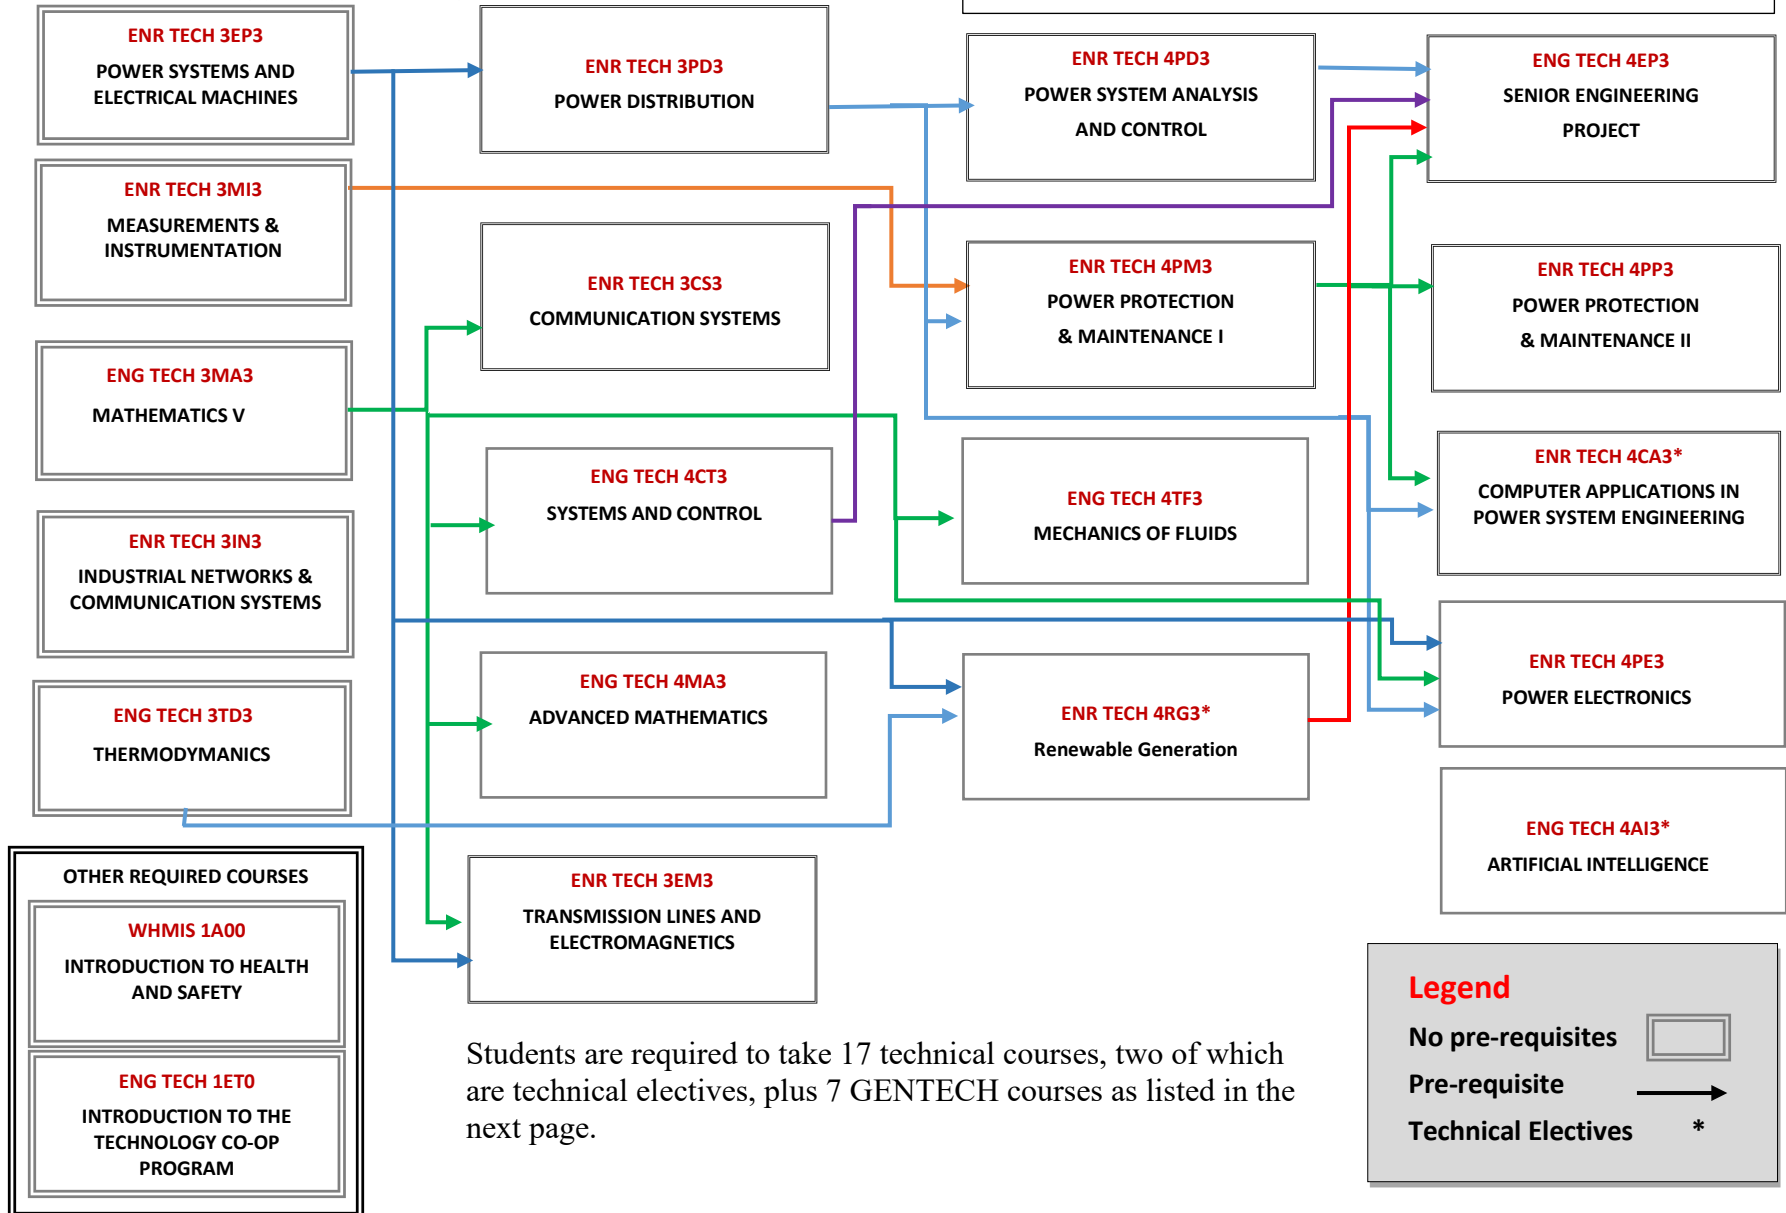 ENR TECH 3EP3
POWER SYSTEMS AND
ELECTRICAL MACHINES
ENR TECH 3PD3
POWER DISTRIBUTION
ENR TECH 4PD3
POWER SYSTEM ANALYSIS
AND CONTROL
ENG TECH 4EP3
SENIOR ENGINEERING
PROJECT
ENR TECH 3MI3
MEASUREMENTS &
INSTRUMENTATION
ENR TECH 3CS3
COMMUNICATION SYSTEMS
ENR TECH 4PM3
POWER PROTECTION
& MAINTENANCE I
ENR TECH 4PP3
POWER PROTECTION
& MAINTENANCE II
ENG TECH 3MA3
MATHEMATICS V
ENG TECH 4CT3
SYSTEMS AND CONTROL
ENG TECH 4TF3
MECHANICS OF FLUIDS
ENR TECH 4CA3*
COMPUTER APPLICATIONS IN
POWER SYSTEM ENGINEERING
ENR TECH 3IN3
INDUSTRIAL NETWORKS &
COMMUNICATION SYSTEMS
ENG TECH 4MA3
ADVANCED MATHEMATICS
ENR TECH 4RG3*
Renewable Generation
ENR TECH 4PE3
POWER ELECTRONICS
ENG TECH 3TD3
THERMODYMANICS
ENG TECH 4AI3*
ARTIFICIAL INTELLIGENCE
ENR TECH 3EM3
TRANSMISSION LINES AND
ELECTROMAGNETICS
OTHER REQUIRED COURSES
WHMIS 1A00
INTRODUCTION TO HEALTH
AND SAFETY
ENG TECH 1ET0
INTRODUCTION TO THE
TECHNOLOGY CO-OP
PROGRAM
Students are required to take 17 technical courses, two of which
are technical electives, plus 7 GENTECH courses as listed in the
next page.
Legend
No pre-requisites
Pre-requisite
Technical Electives *